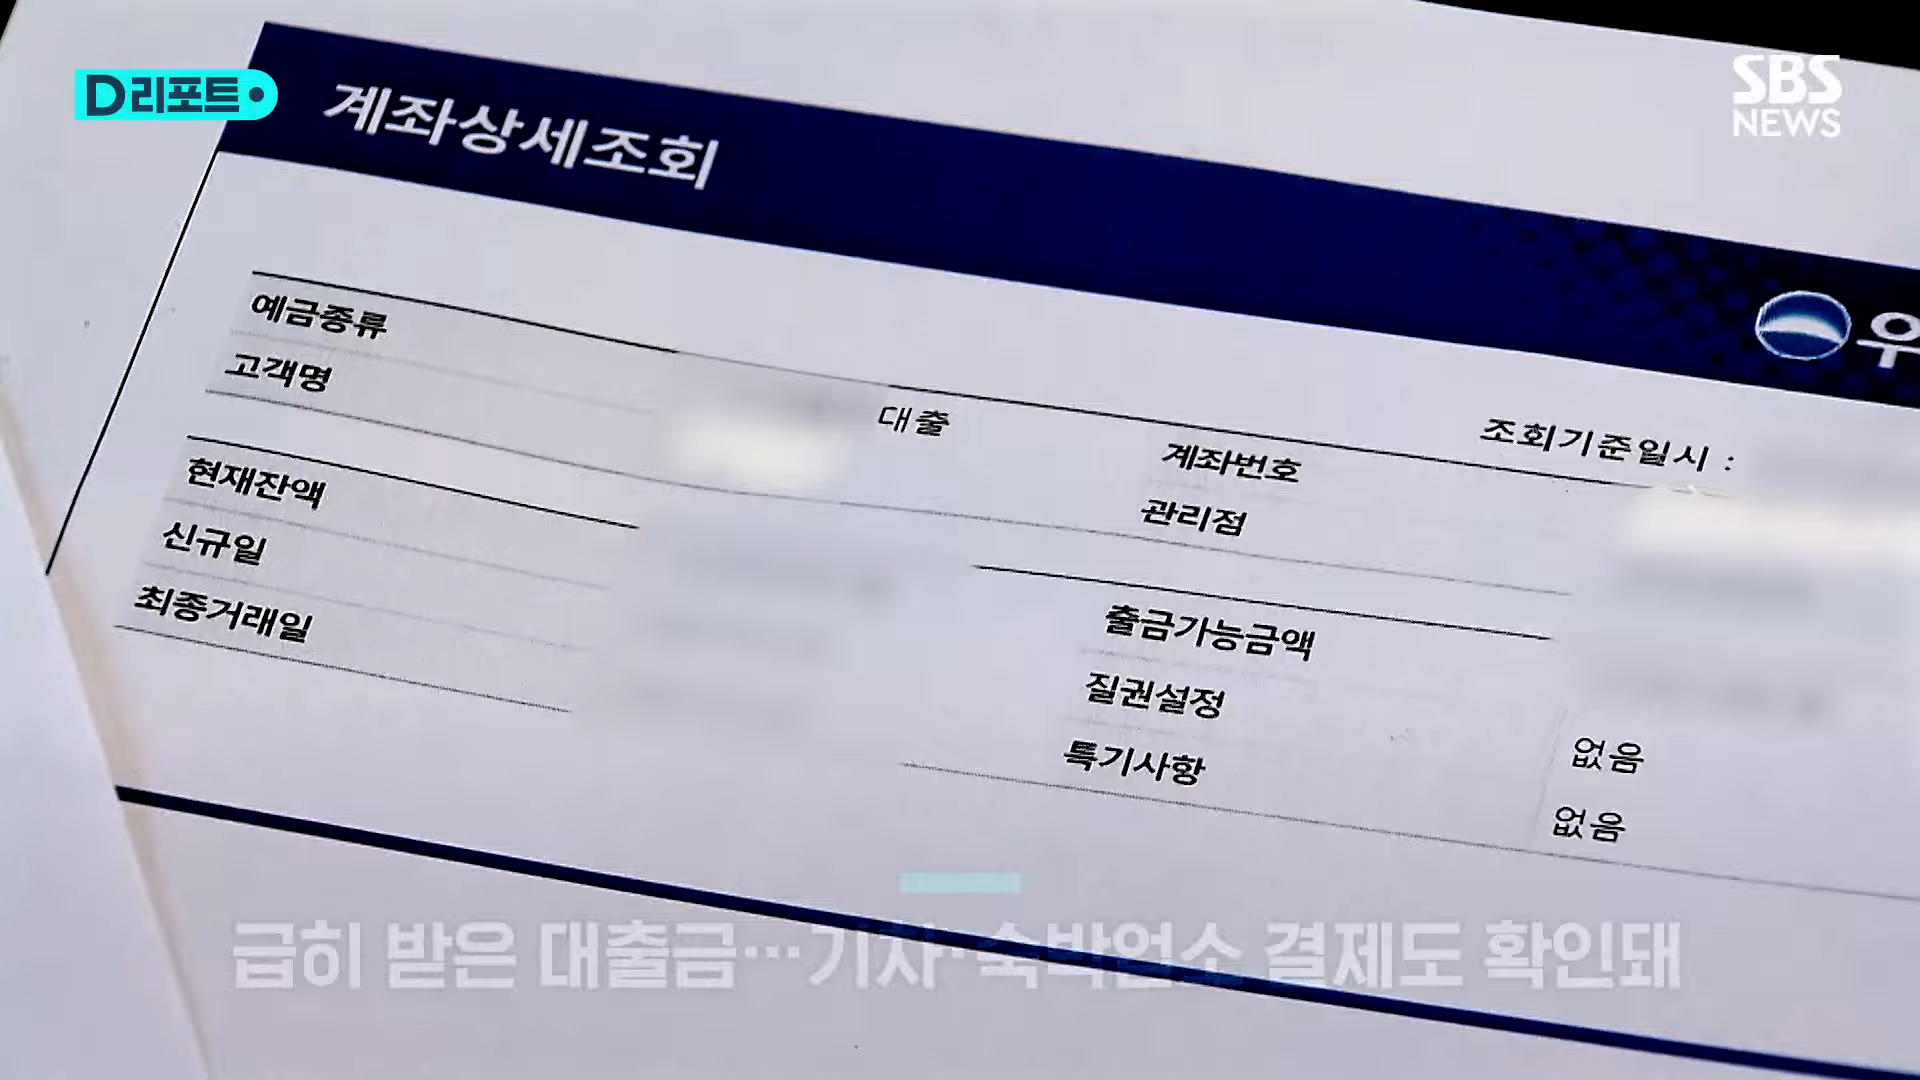 D리포트
SBS
NEWS
계좌상세조회
우
조회기준일시 :
예금종류
대출
계좌번호
고객명
관리점
현재잔액
출금가능금액
신규일
질권설정
없음
최종거래일
특기사항
없음
급히 받은 대출금…기차·숙박업소 결제도 확인돼